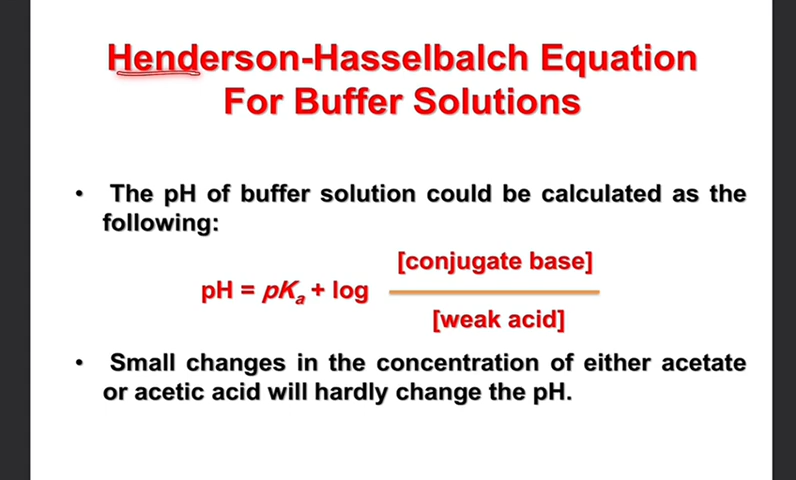 Henderson-Hasselbalch Equation
For Buffer Solutions
• The pH of buffer solution could be calculated as the
following:
[conjugate base]
pH = pKa + log
[weak acid]
• Small changes in the concentration of either acetate
or acetic acid will hardly change the pH.